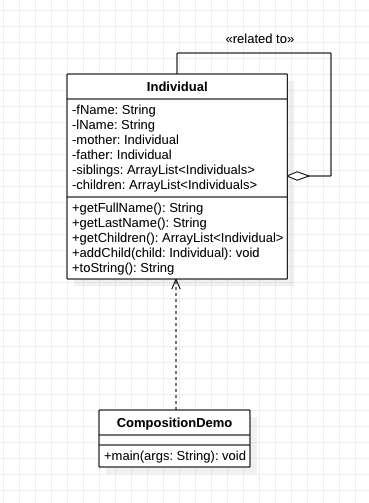 «related to»
Individual
-fName: String
-lName: String
-mother: Individual
-father: Individual
-siblings: ArrayList<Individuals>
-children: ArrayList<Individuals>
+getFullName(): String
+getLastName(): String
+getChildren(): ArrayList<Individual>
+addChild(child: Individual): void
+toString(): String
CompositionDemo
+main(args: String): void